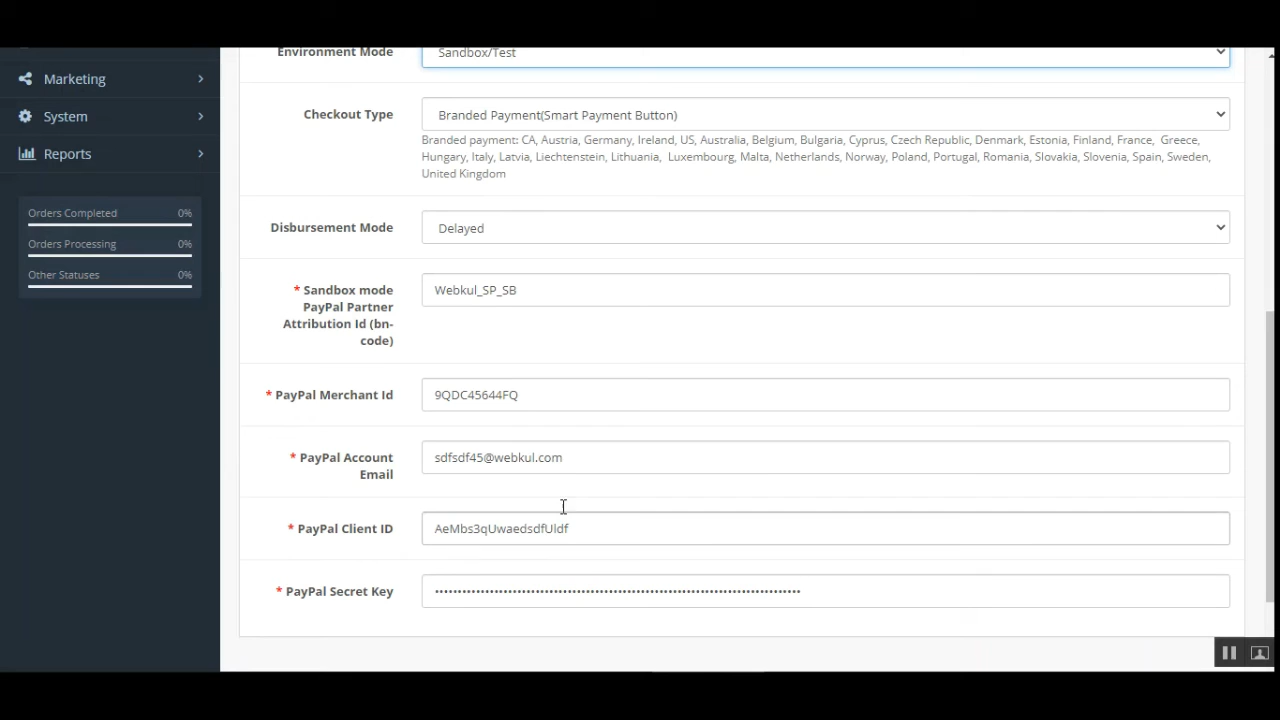 Environment Mode
Sandbox/Test
Marketing
System
Reports
Orders Completed 0%
Orders Processing 0%
Other Statuses 0%
Checkout Type
Branded Payment(Smart Payment Button)
Branded payment: CA, Austria, Germany, Ireland, US, Australia, Belgium, Bulgaria, Cyprus, Czech Republic, Denmark, Estonia, Finland, France, Greece,
Hungary, Italy, Latvia, Liechtenstein, Lithuania, Luxembourg, Malta, Netherlands, Norway, Poland, Portugal, Romania, Slovakia, Slovenia, Spain, Sweden,
United Kingdom
Disbursement Mode
Delayed
* Sandbox mode
PayPal Partner
Attribution Id (bn-
code)
Webkul_SP_SB
* PayPal Merchant Id
9QDC45644FQ
* PayPal Account
Email
sdfsdf45@webkul.com
* PayPal Client ID
AeMbs3qUwaedsdfUldf
* PayPal Secret Key